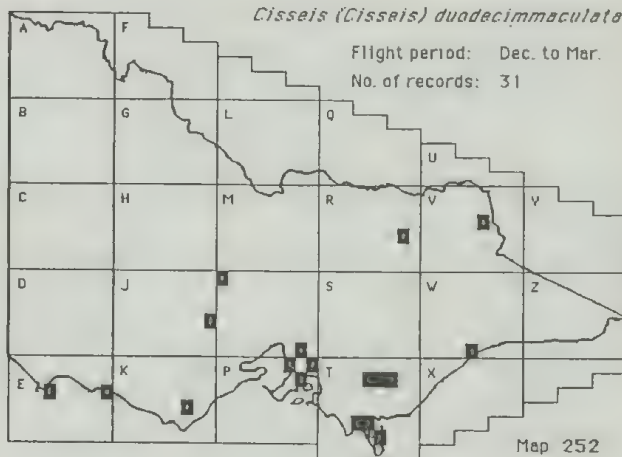 Cisseis (Cisseis) duodecimmaculata
Flight period: Dec. to Mar.
No. of records: 31
A F
B G L Q
U
C H M R V Y
D J S W Z
E K P T X
Map 252